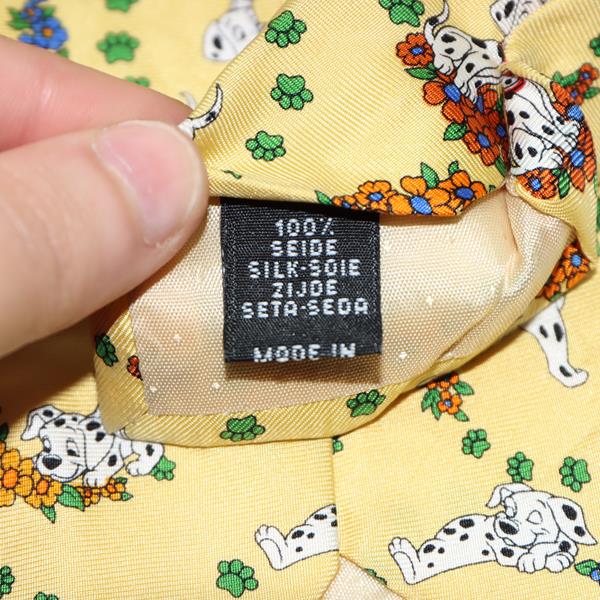 100%
SEIDE
SILK-SOIE
ZIJDE
SETA-SEDA
MADE IN